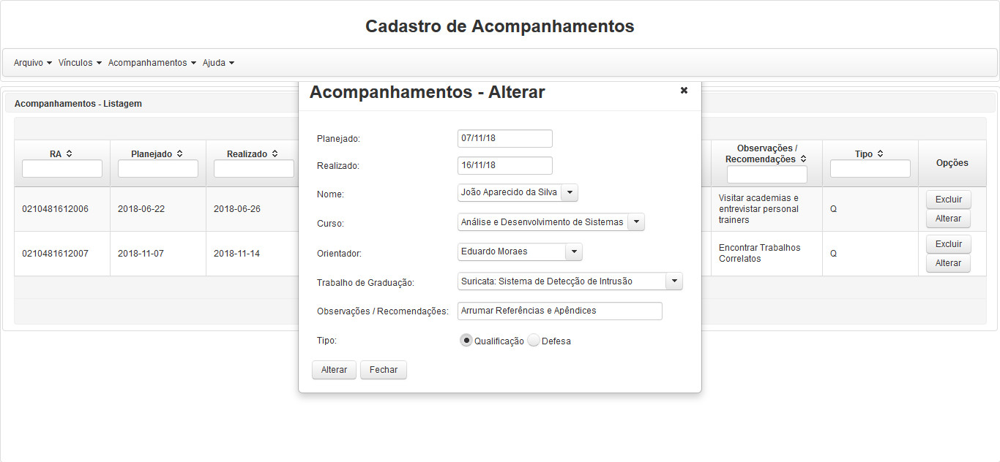 Cadastro de Acompanhamentos
Arquivo Vínculos Acompanhamentos Ajuda
Acompanhamentos - Listagem
RA Planejado Realizado Observações / Recomendações Tipo Opções
0210481612006 2018-06-22 2018-06-26 Visitar academias e entrevistar personal trainers Q Excluir Alterar
0210481612007 2018-11-07 2018-11-14 Encontrar Trabalhos Correlatos Q Excluir Alterar
Acompanhamentos - Alterar
Planejado: 07/11/18
Realizado: 16/11/18
Nome: João Aparecido da Silva
Curso: Análise e Desenvolvimento de Sistemas
Orientador: Eduardo Moraes
Trabalho de Graduação: Suricata: Sistema de Detecção de Intrusão
Observações / Recomendações: Arrumar Referências e Apêndices
Tipo: Qualificação Defesa
Alterar Fechar